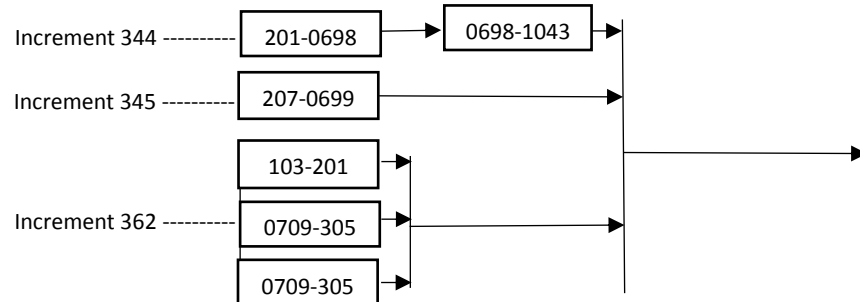 Increment 344 ---------- 201-0698 0698-1043
Increment 345 ---------- 207-0699
103-201
Increment 362 ---------- 0709-305
0709-305